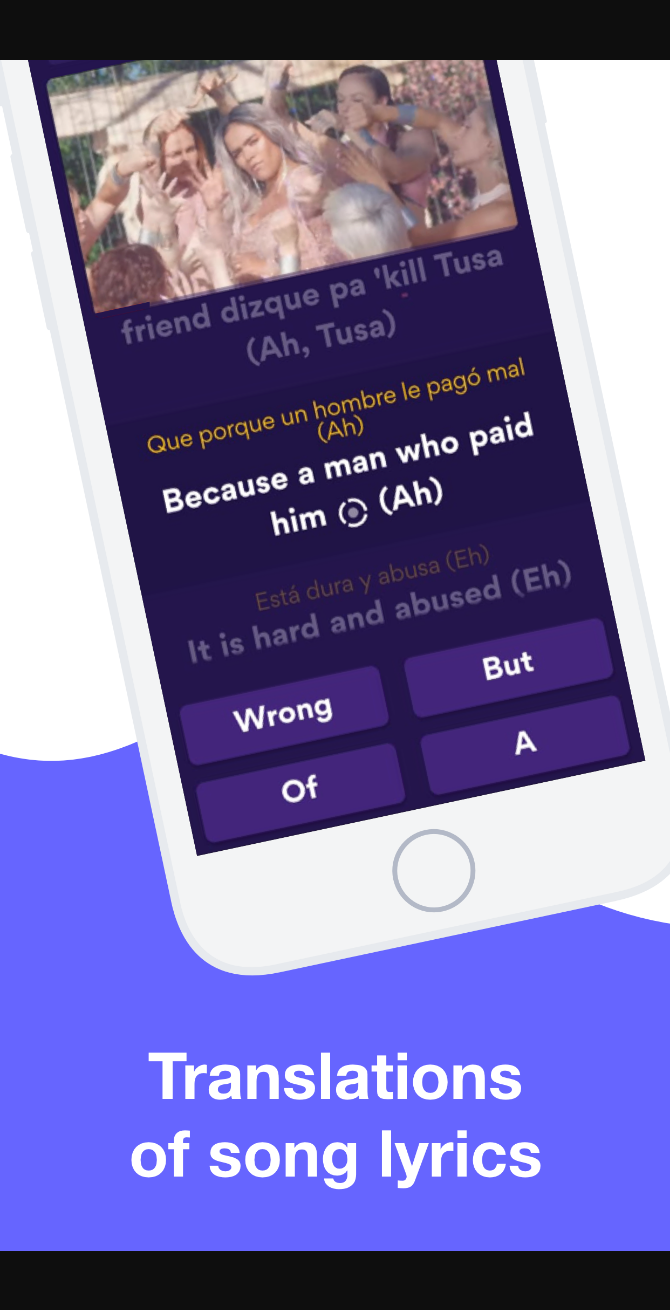 friend dizque pa 'kill Tusa
(Ah, Tusa)
Que porque un hombre le pagó mal
(Ah)
Because a man who paid
him (Ah)
Está dura y abusa (Eh)
It is hard and abused (Eh)
Wrong
But
Of
A
Translations
of song lyrics